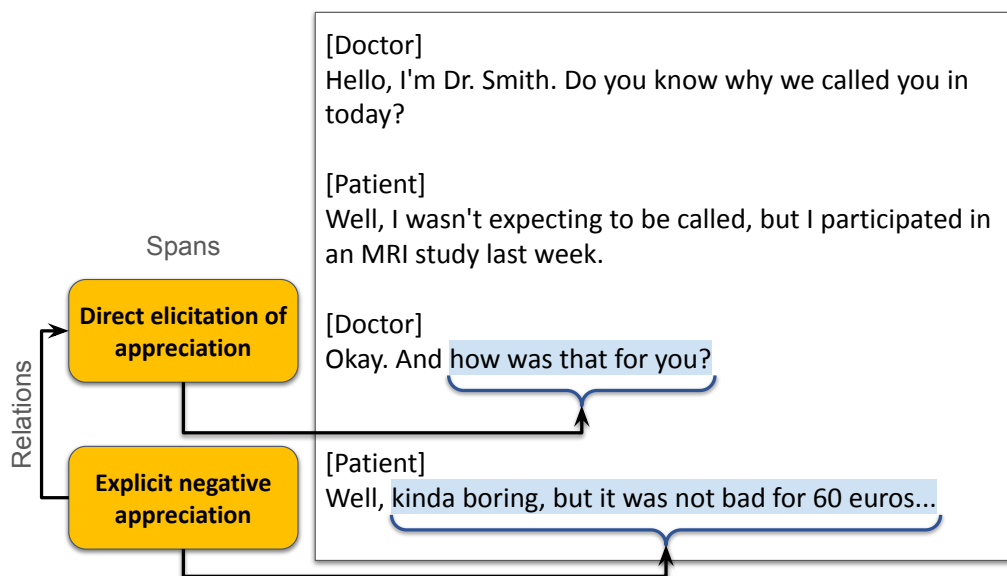 Spans
Relations
Direct elicitation of
appreciation
Explicit negative
appreciation
[Doctor]
Hello, I'm Dr. Smith. Do you know why we called you in
today?
[Patient]
Well, I wasn't expecting to be called, but I participated in
an MRI study last week.
[Doctor]
Okay. And how was that for you?
[Patient]
Well, kinda boring, but it was not bad for 60 euros...